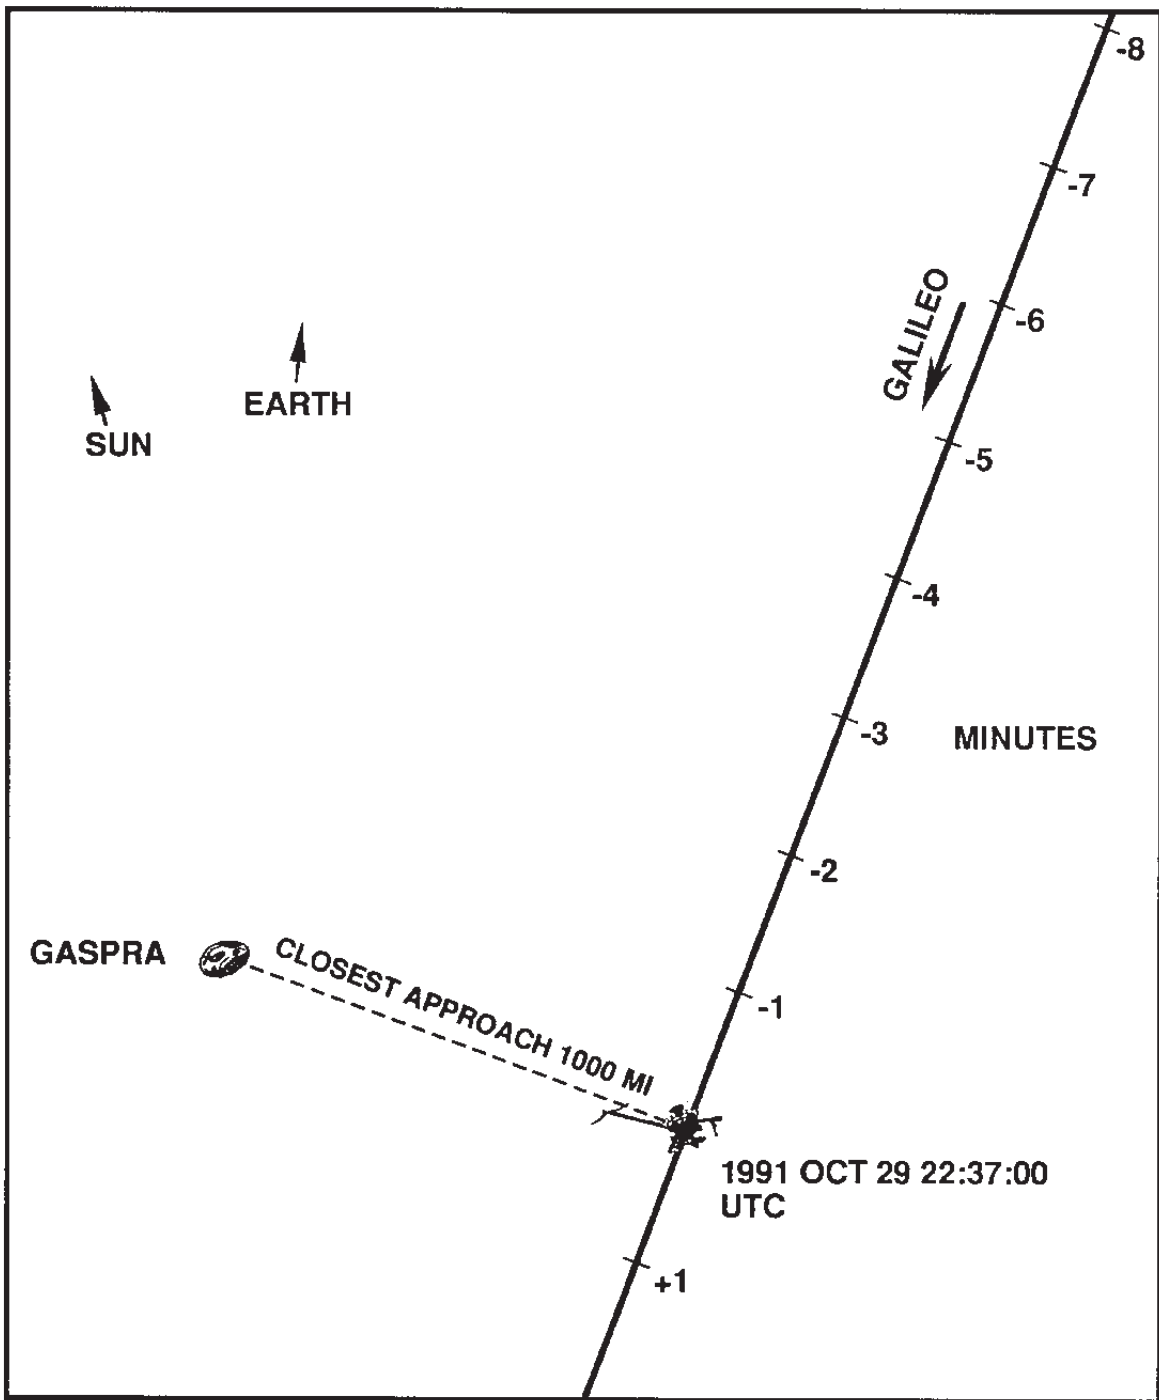 -8
-7
GALILEO
-6
EARTH
SUN
-5
-4
-3
MINUTES
-2
GASPRA
CLOSEST APPROACH 1000 MI
-1
1991 OCT 29 22:37:00
UTC
+1